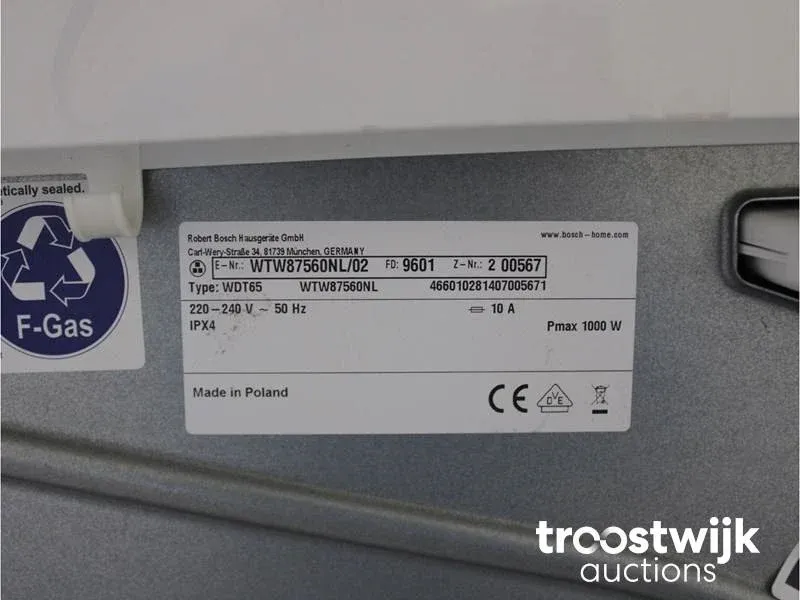 etically sealed.
F-Gas
Robert Bosch Hausgeräte GmbH
www.bosch-home.com
Carl-Wery-Straße 34, 81739 München, GERMANY
E-Nr.: WTW87560NL/02 FD: 9601 Z-Nr.: 2 00567
Type: WDT65 WTW87560NL 466010281407005671
220-240 V ~ 50 Hz 10 A
IPX4 Pmax 1000 W
Made in Poland CE DVE
troostwijk
auctions